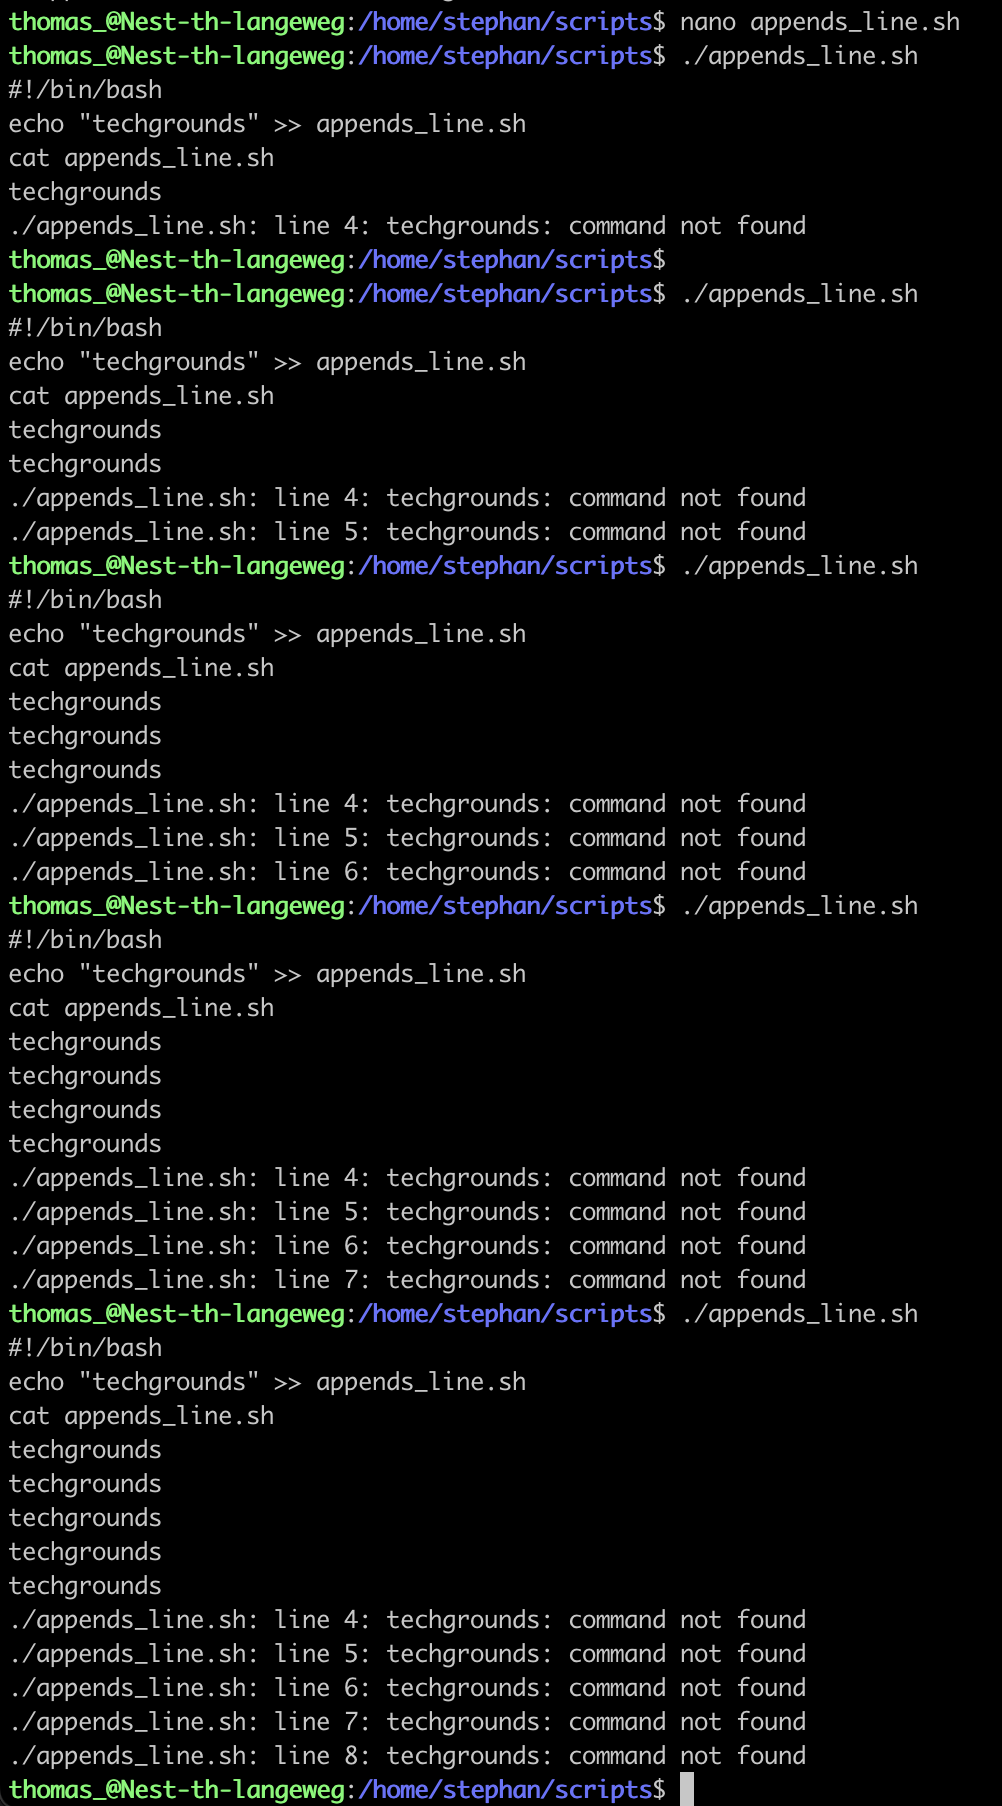 thomas_@Nest-th-langeweg:/home/stephan/scripts$ nano appends_line.sh
thomas_@Nest-th-langeweg:/home/stephan/scripts$ ./appends_line.sh
#!/bin/bash
echo "techgrounds" >> appends_line.sh
cat appends_line.sh
techgrounds
./appends_line.sh: line 4: techgrounds: command not found
thomas_@Nest-th-langeweg:/home/stephan/scripts$
thomas_@Nest-th-langeweg:/home/stephan/scripts$ ./appends_line.sh
#!/bin/bash
echo "techgrounds" >> appends_line.sh
cat appends_line.sh
techgrounds
techgrounds
./appends_line.sh: line 4: techgrounds: command not found
./appends_line.sh: line 5: techgrounds: command not found
thomas_@Nest-th-langeweg:/home/stephan/scripts$ ./appends_line.sh
#!/bin/bash
echo "techgrounds" >> appends_line.sh
cat appends_line.sh
techgrounds
techgrounds
techgrounds
./appends_line.sh: line 4: techgrounds: command not found
./appends_line.sh: line 5: techgrounds: command not found
./appends_line.sh: line 6: techgrounds: command not found
thomas_@Nest-th-langeweg:/home/stephan/scripts$ ./appends_line.sh
#!/bin/bash
echo "techgrounds" >> appends_line.sh
cat appends_line.sh
techgrounds
techgrounds
techgrounds
techgrounds
./appends_line.sh: line 4: techgrounds: command not found
./appends_line.sh: line 5: techgrounds: command not found
./appends_line.sh: line 6: techgrounds: command not found
./appends_line.sh: line 7: techgrounds: command not found
thomas_@Nest-th-langeweg:/home/stephan/scripts$ ./appends_line.sh
#!/bin/bash
echo "techgrounds" >> appends_line.sh
cat appends_line.sh
techgrounds
techgrounds
techgrounds
techgrounds
techgrounds
./appends_line.sh: line 4: techgrounds: command not found
./appends_line.sh: line 5: techgrounds: command not found
./appends_line.sh: line 6: techgrounds: command not found
./appends_line.sh: line 7: techgrounds: command not found
./appends_line.sh: line 8: techgrounds: command not found
thomas_@Nest-th-langeweg:/home/stephan/scripts$